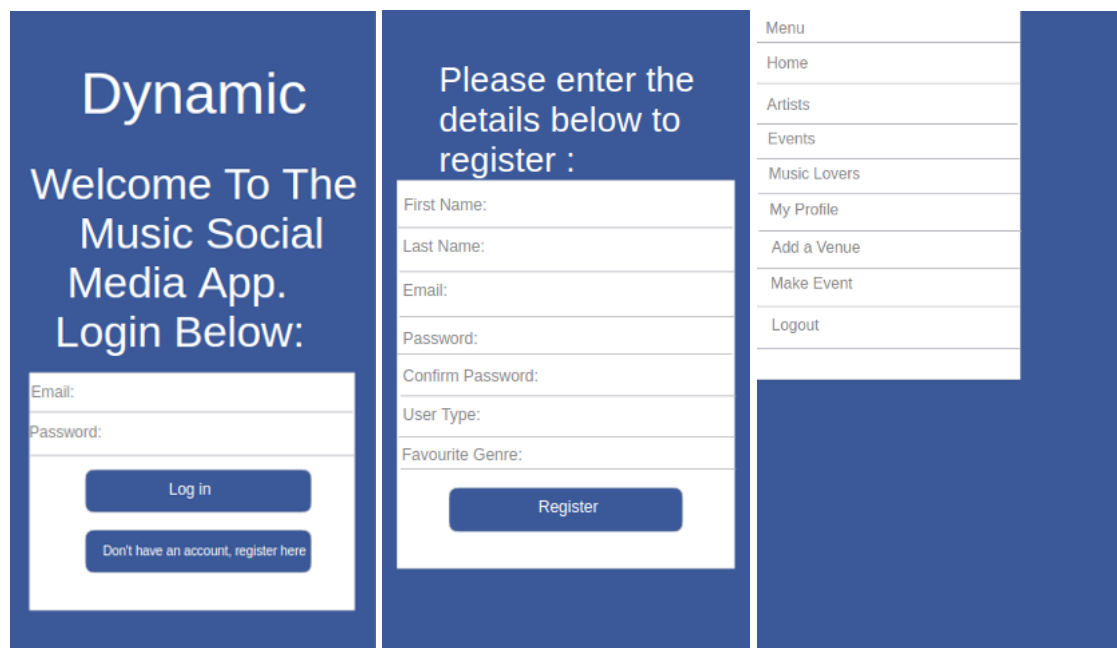 Dynamic
Welcome To The
Music Social
Media App.
Login Below:
Email:
Password:
Log in
Don't have an account, register here
Please enter the
details below to
register :
First Name:
Last Name:
Email:
Password:
Confirm Password:
User Type:
Favourite Genre:
Register
Menu
Home
Artists
Events
Music Lovers
My Profile
Add a Venue
Make Event
Logout